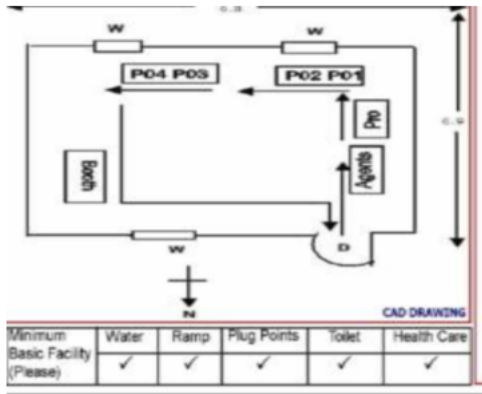 W
W
P04 P03
P02 P01
Pro
Booth
Agents
D
W
N
CAD DRAWING
Minimum Basic Facility (Please)
Water
Ramp
Plug Points
Toilet
Health Care
✓ ✓ ✓ ✓ ✓